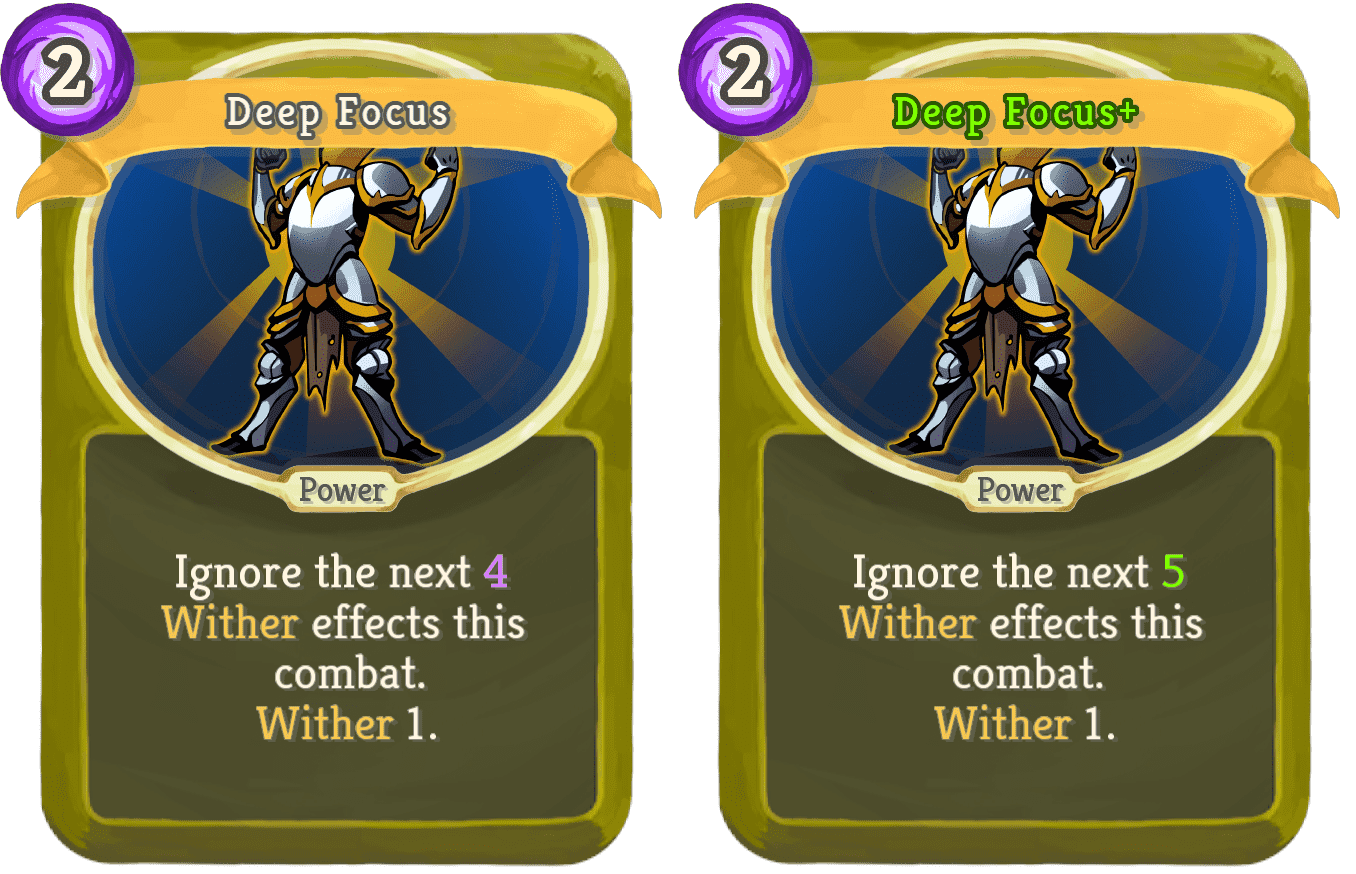 2
Deep Focus
Power
Ignore the next 4
Wither effects this
combat.
Wither 1.
2
Deep Focus+
Power
Ignore the next 5
Wither effects this
combat.
Wither 1.